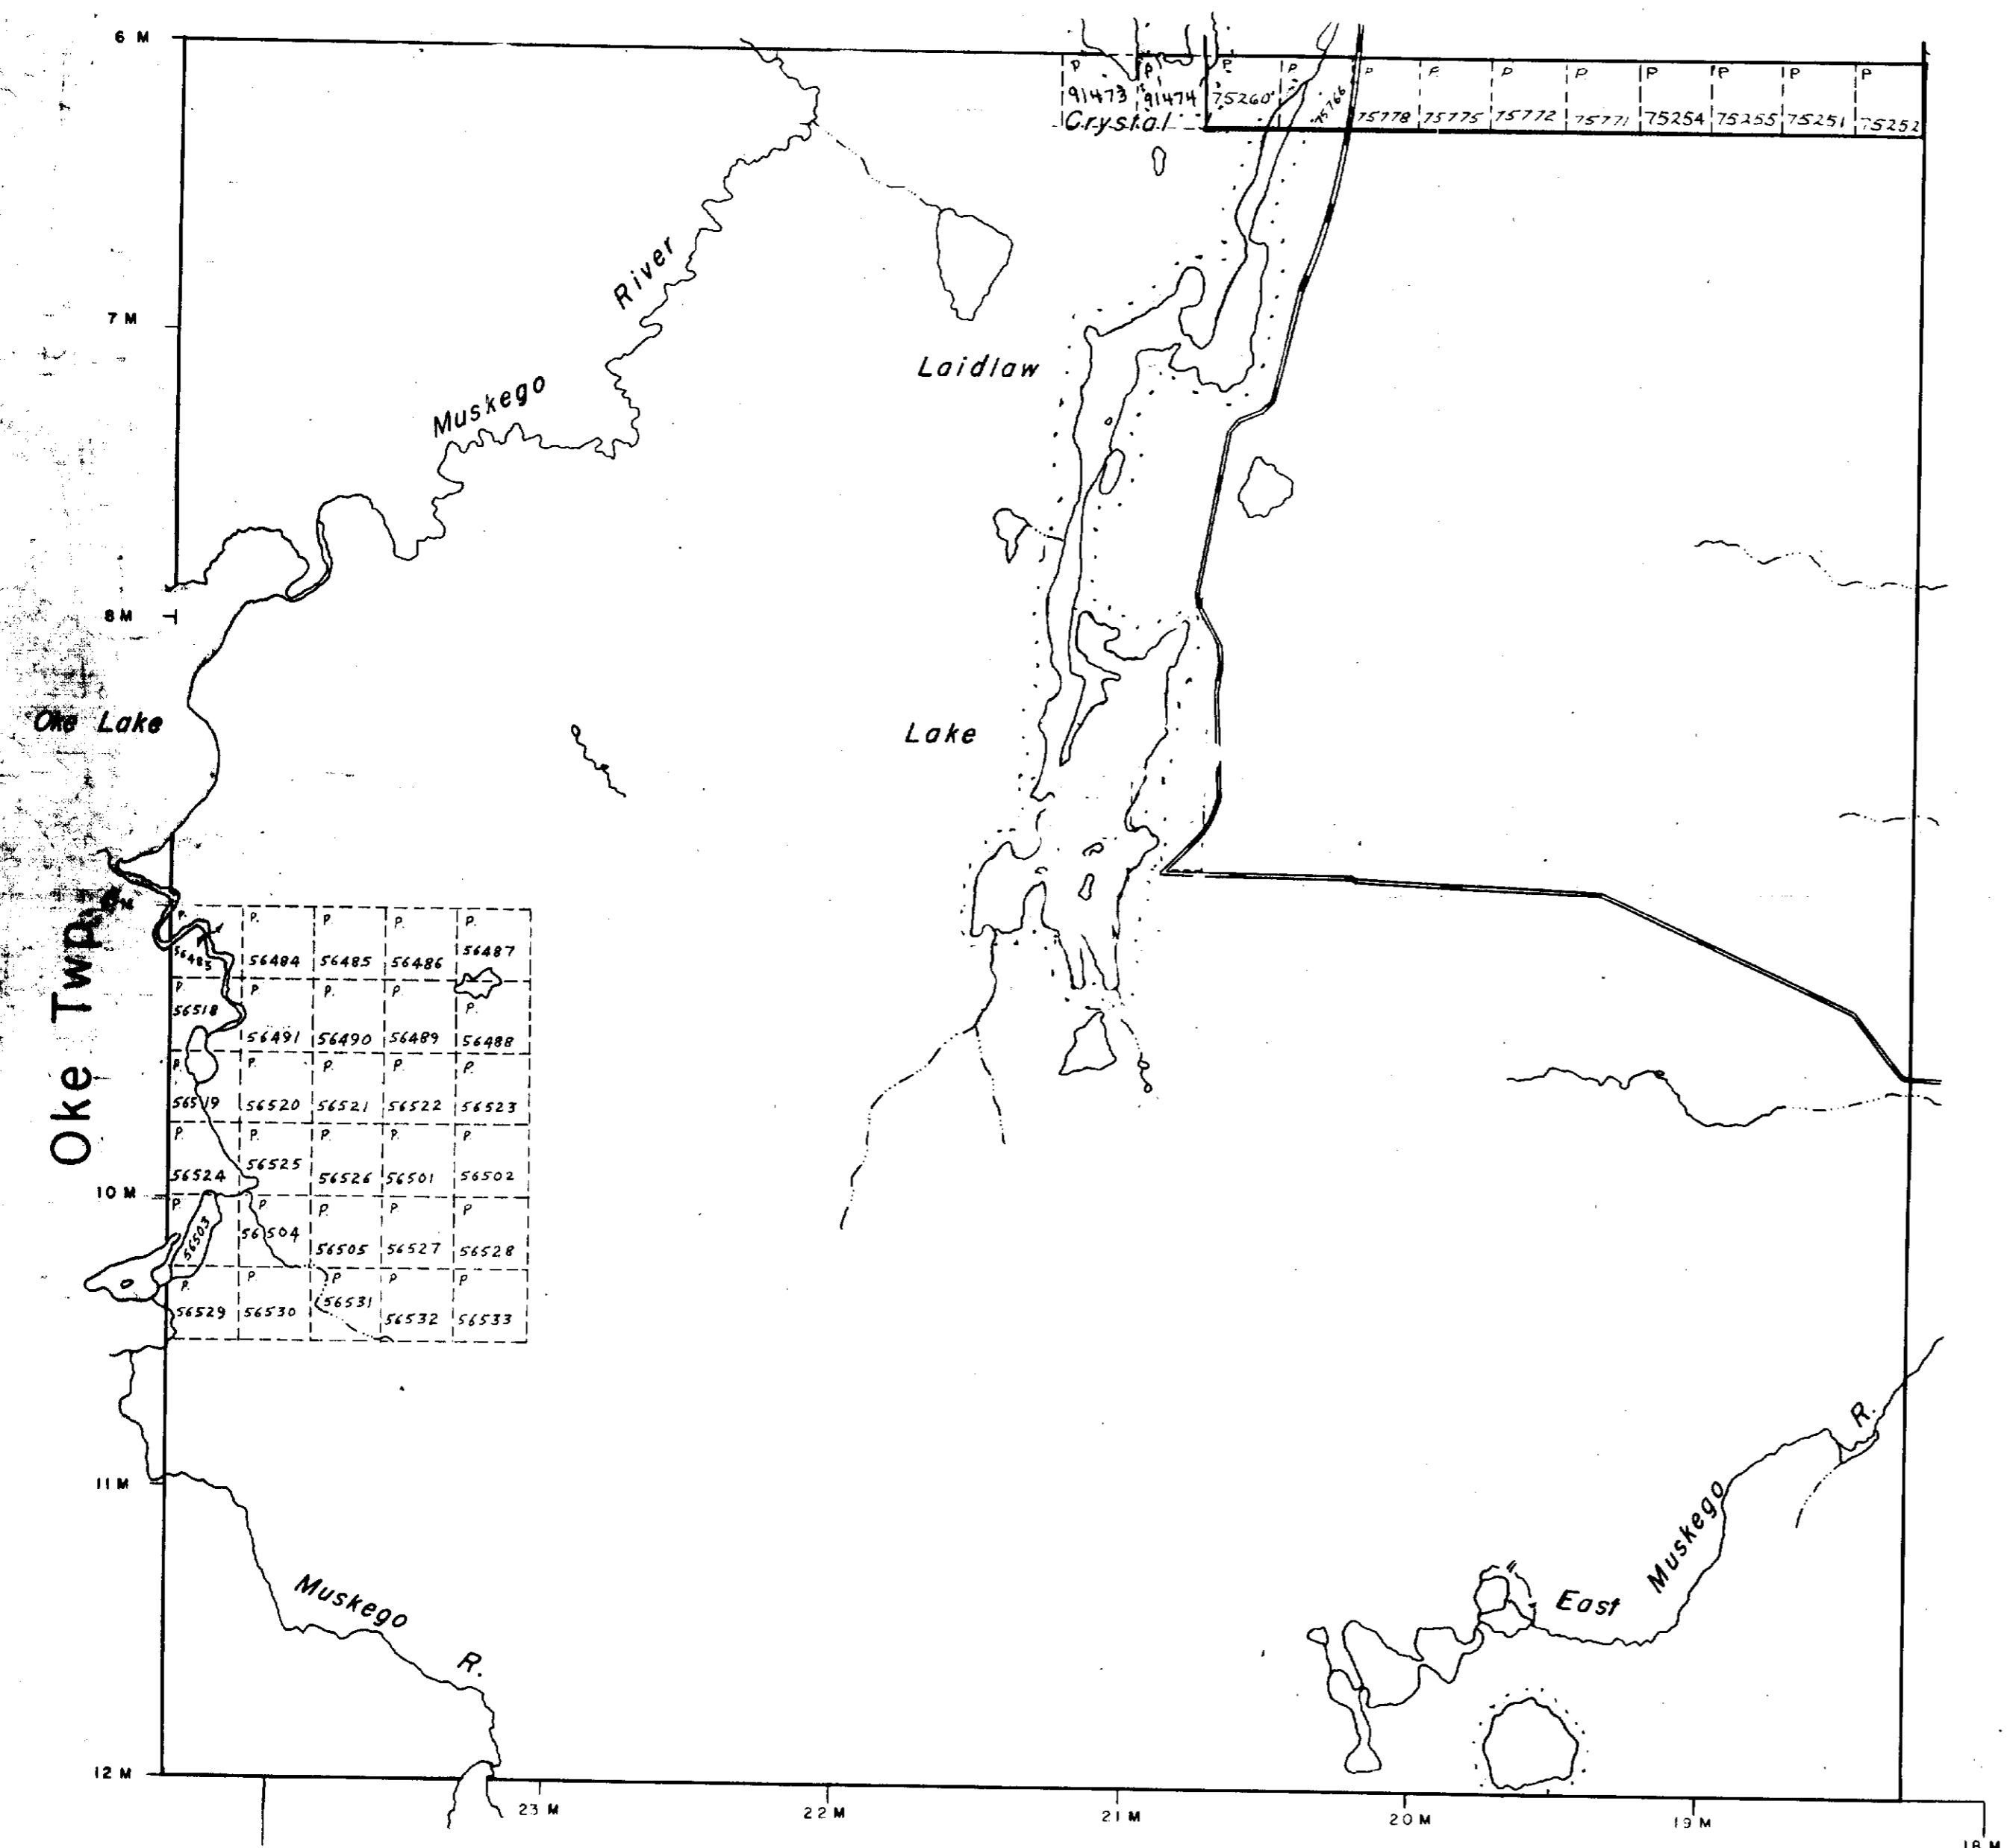 6 M
P P P P P F P P P P P P
91473 91474 75260 75766
75778 75775 75772 75771 75254 75255 75251 75252
Crystal
River
7 M
Laidlaw
Muskego
8 M
Oke Lake
Lake
Oke Twp.
M
P. P. P. P. P.
56483 56484 56485 56486 56487
P. P. P. P. P.
56518 56491 56490 56489 56488
P. P. P. P. P.
56519 56520 56521 56522 56523
P. P. P. P. P
56524 56525 56526 56501 56502
10 M
P. P. P. P. P
56503 56504 56505 56527 56528
P. P. P P P
56529 56530 56531 56532 56533
R.
11 M
Muskego
East
Muskego
R.
12 M
23 M 22 M 21 M 20 M 19 M 18 M